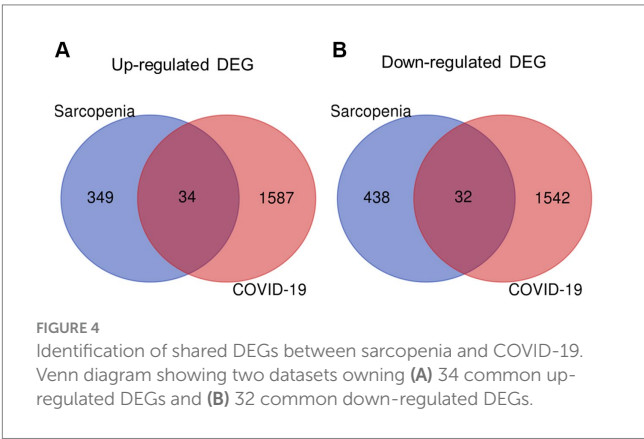 A
Up-regulated DEG
Sarcopenia
349
34
1587
COVID-19
B
Down-regulated DEG
Sarcopenia
438
32
1542
COVID-19
FIGURE 4
Identification of shared DEGs between sarcopenia and COVID-19.
Venn diagram showing two datasets owning (A) 34 common up-
regulated DEGs and (B) 32 common down-regulated DEGs.